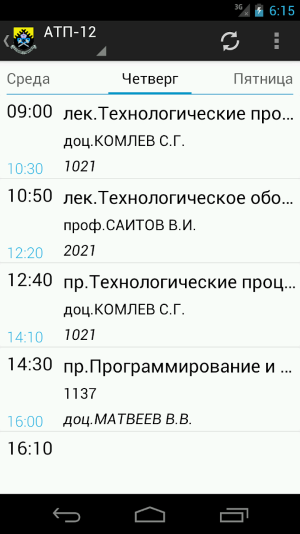 3G 6:15
АТП-12
Среда Четверг Пятница
09:00 лек.Технологические про...
доц.КОМЛЕВ С.Г.
10:30 1021
10:50 лек.Технологическое обо...
проф.САИТОВ В.И.
12:20 2021
12:40 пр.Технологические проц...
доц.КОМЛЕВ С.Г.
14:10 1021
14:30 пр.Программирование и ...
1137
16:00 доц.МАТВЕЕВ В.В.
16:10